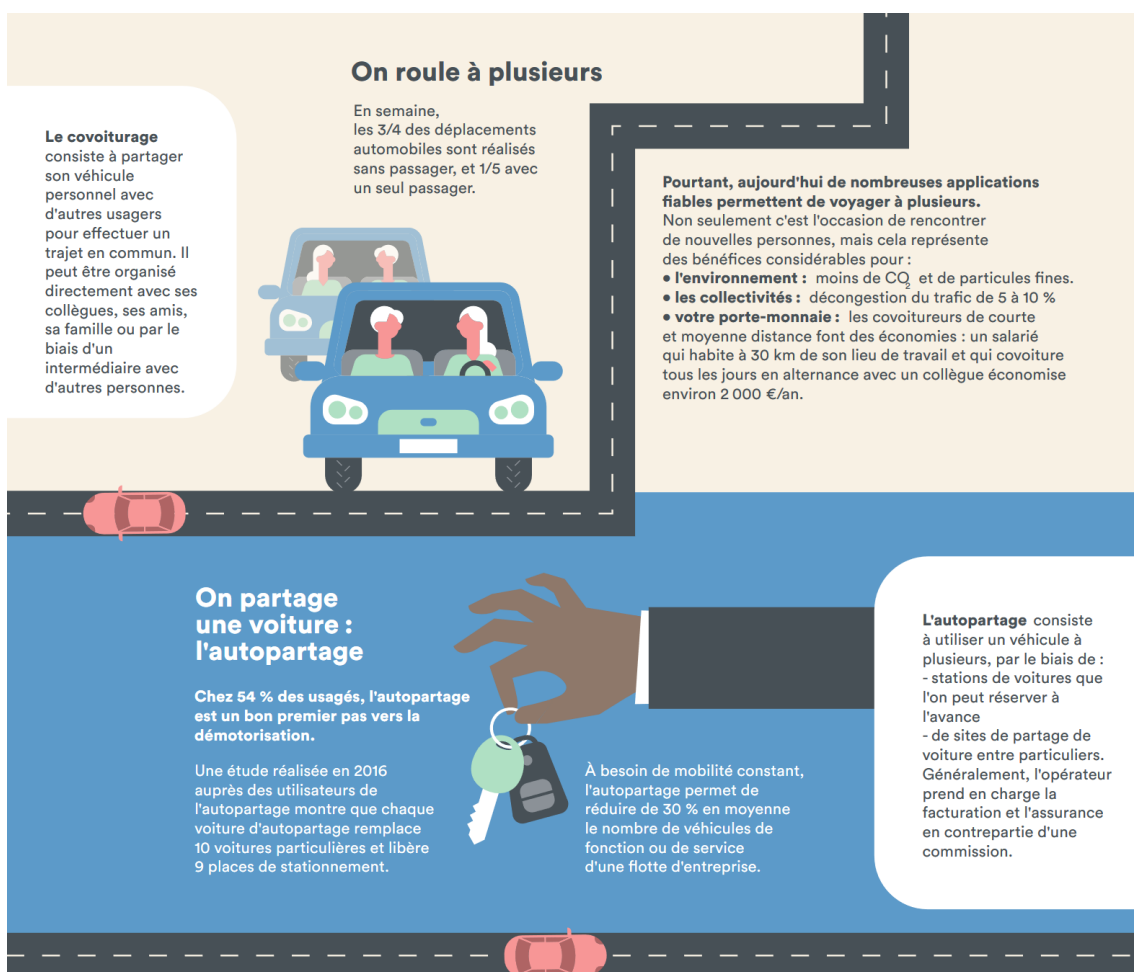 On roule à plusieurs
En semaine,
les 3/4 des déplacements
automobiles sont réalisés
sans passager, et 1/5 avec
un seul passager.
Le covoiturage
consiste à partager
son véhicule
personnel avec
d'autres usagers
pour effectuer un
trajet en commun. Il
peut être organisé
directement avec ses
collègues, ses amis,
sa famille ou par le
biais d'un
intermédiaire avec
d'autres personnes.
Pourtant, aujourd'hui de nombreuses applications
fiables permettent de voyager à plusieurs.
Non seulement c'est l'occasion de rencontrer
de nouvelles personnes, mais cela représente
des bénéfices considérables pour :
• l'environnement : moins de CO2 et de particules fines.
• les collectivités : décongestion du trafic de 5 à 10 %
• votre porte-monnaie : les covoitureurs de courte
et moyenne distance font des économies : un salarié
qui habite à 30 km de son lieu de travail et qui covoiture
tous les jours en alternance avec un collègue économise
environ 2 000 €/an.
On partage
une voiture :
l'autopartage
Chez 54 % des usagés, l'autopartage
est un bon premier pas vers la
démotorisation.
Une étude réalisée en 2016
auprès des utilisateurs de
l'autopartage montre que chaque
voiture d'autopartage remplace
10 voitures particulières et libère
9 places de stationnement.
À besoin de mobilité constant,
l'autopartage permet de
réduire de 30 % en moyenne
le nombre de véhicules de
fonction ou de service
d'une flotte d'entreprise.
L'autopartage consiste
à utiliser un véhicule à
plusieurs, par le biais de :
- stations de voitures que
l'on peut réserver à
l'avance
- de sites de partage de
voiture entre particuliers.
Généralement, l'opérateur
prend en charge la
facturation et l'assurance
en contrepartie d'une
commission.